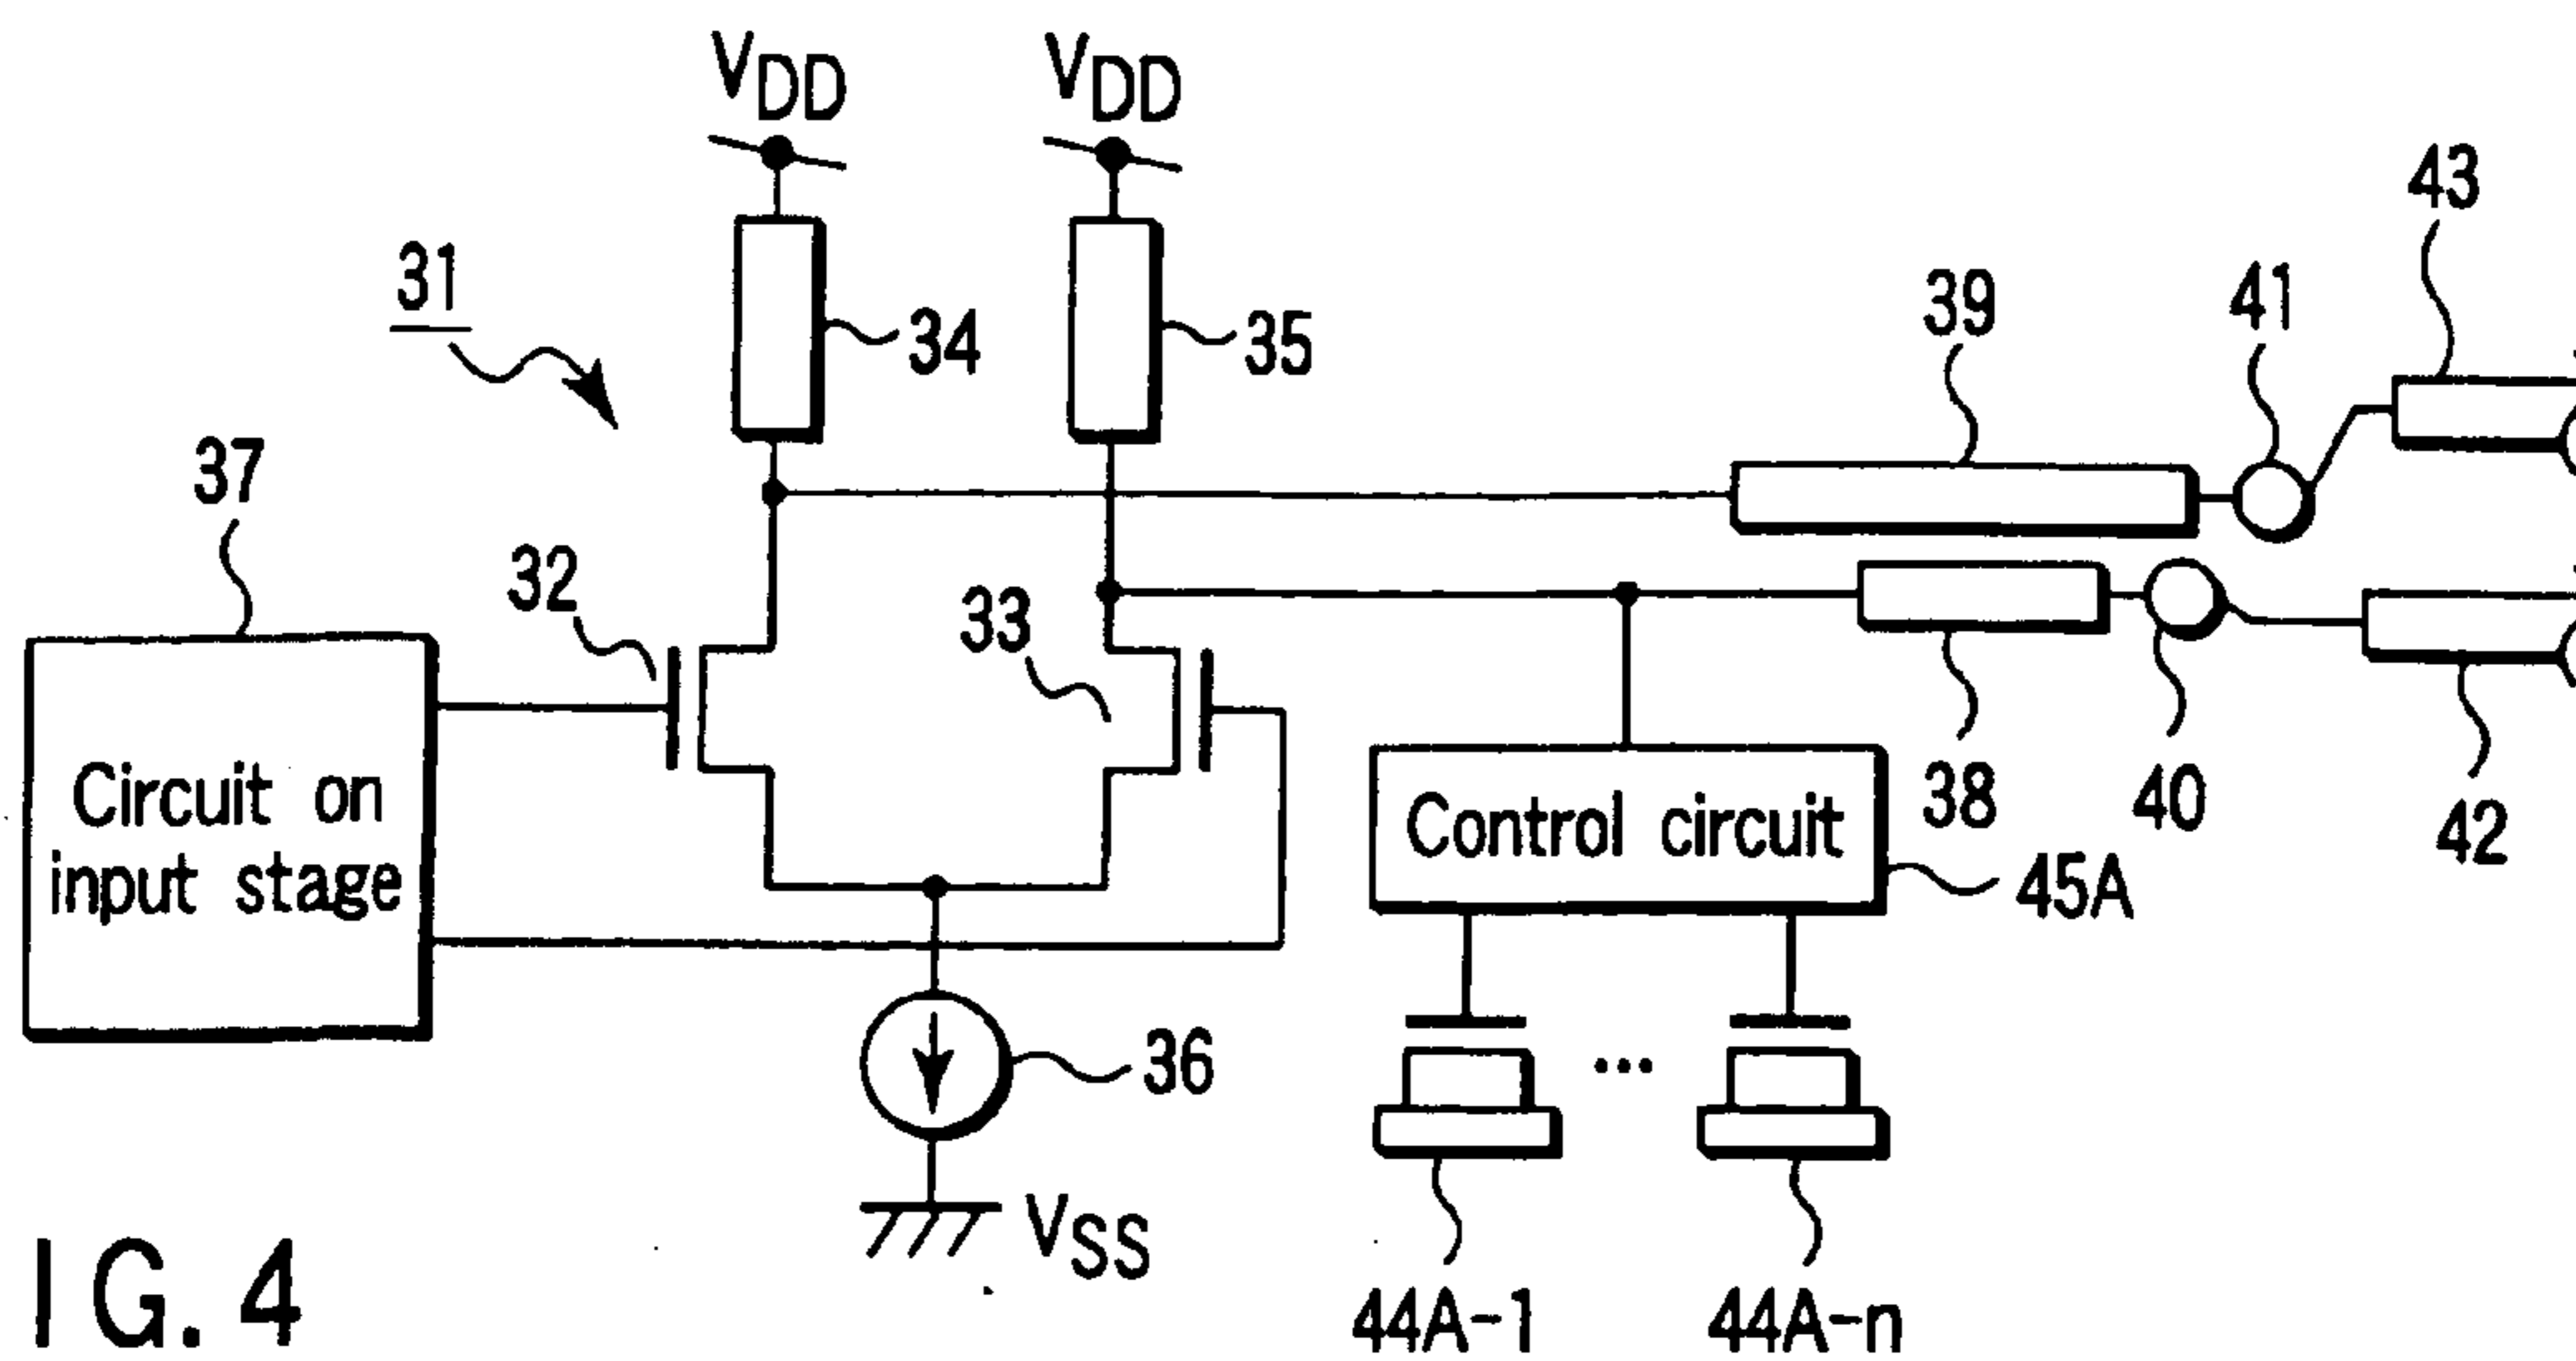 VDD
VDD
43
31
39
41
34
35
37
32
33
Circuit on
input stage
Control circuit
38
40
42
45A
36
...
VSS
44A-1
44A-n
IG. 4